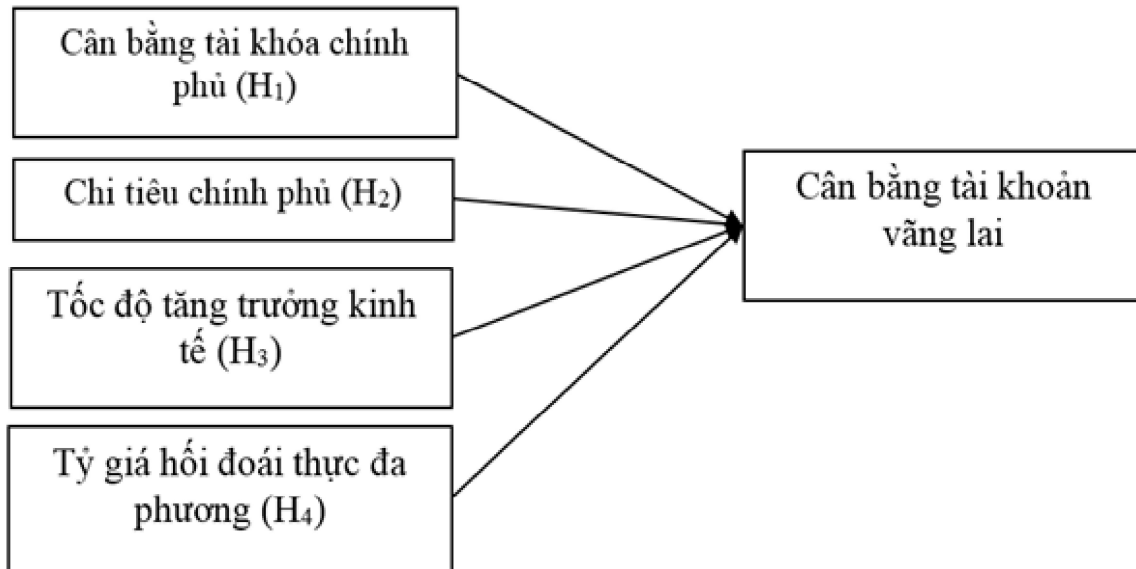 Cân bằng tài khóa chính
phủ (H₁)
Chi tiêu chính phủ (H₂)
Tốc độ tăng trưởng kinh
tế (H₃)
Tỷ giá hối đoái thực đa
phương (H₄)
Cân bằng tài khoản
vãng lai